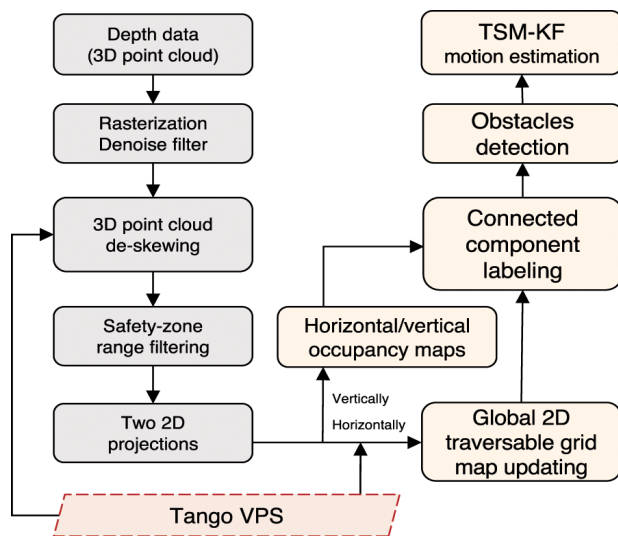 Depth data
(3D point cloud)
Rasterization
Denoise filter
3D point cloud
de-skewing
Safety-zone
range filtering
Two 2D
projections
Tango VPS
Vertically
Horizontally
Horizontal/vertical
occupancy maps
TSM-KF
motion estimation
Obstacles
detection
Connected
component
labeling
Global 2D
traversable grid
map updating